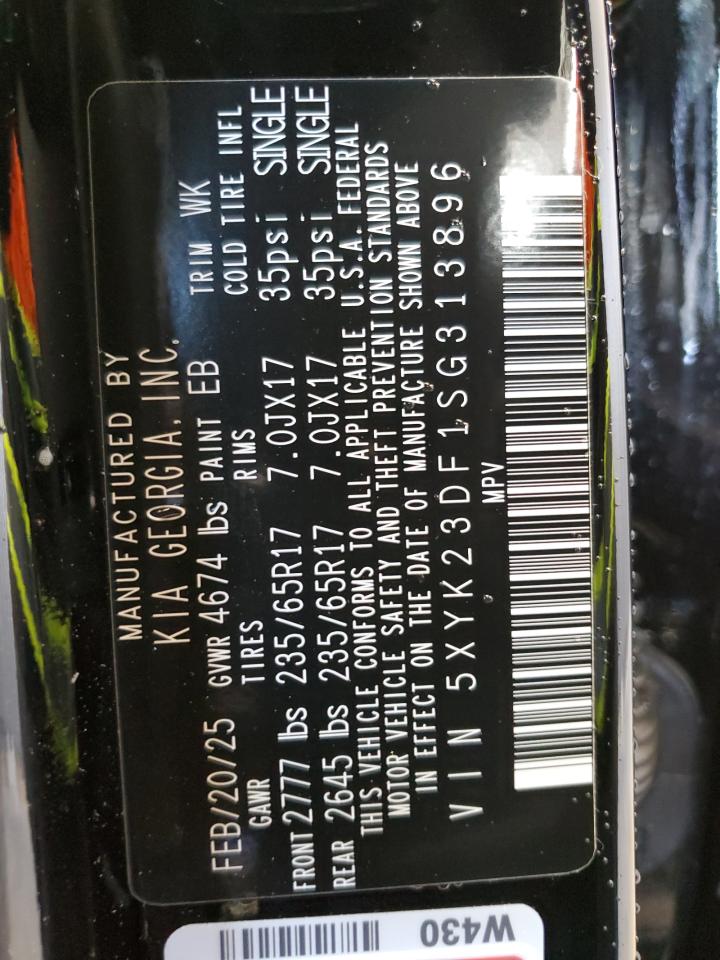 MANUFACTURED BY
KIA GEORGIA, INC.
FEB/20/25 GVWR 4674 lbs PAINT EB TRIM WK
GAWR TIRES RIMS COLD TIRE INFL
FRONT 2777 lbs 235/65R17 7.0JX17 35psi SINGLE
REAR 2645 lbs 235/65R17 7.0JX17 35psi SINGLE
THIS VEHICLE CONFORMS TO ALL APPLICABLE U.S.A. FEDERAL
MOTOR VEHICLE SAFETY AND THEFT PREVENTION STANDARDS
IN EFFECT ON THE DATE OF MANUFACTURE SHOWN ABOVE
VIN 5XYK23DF1SG313896
MPV
W430